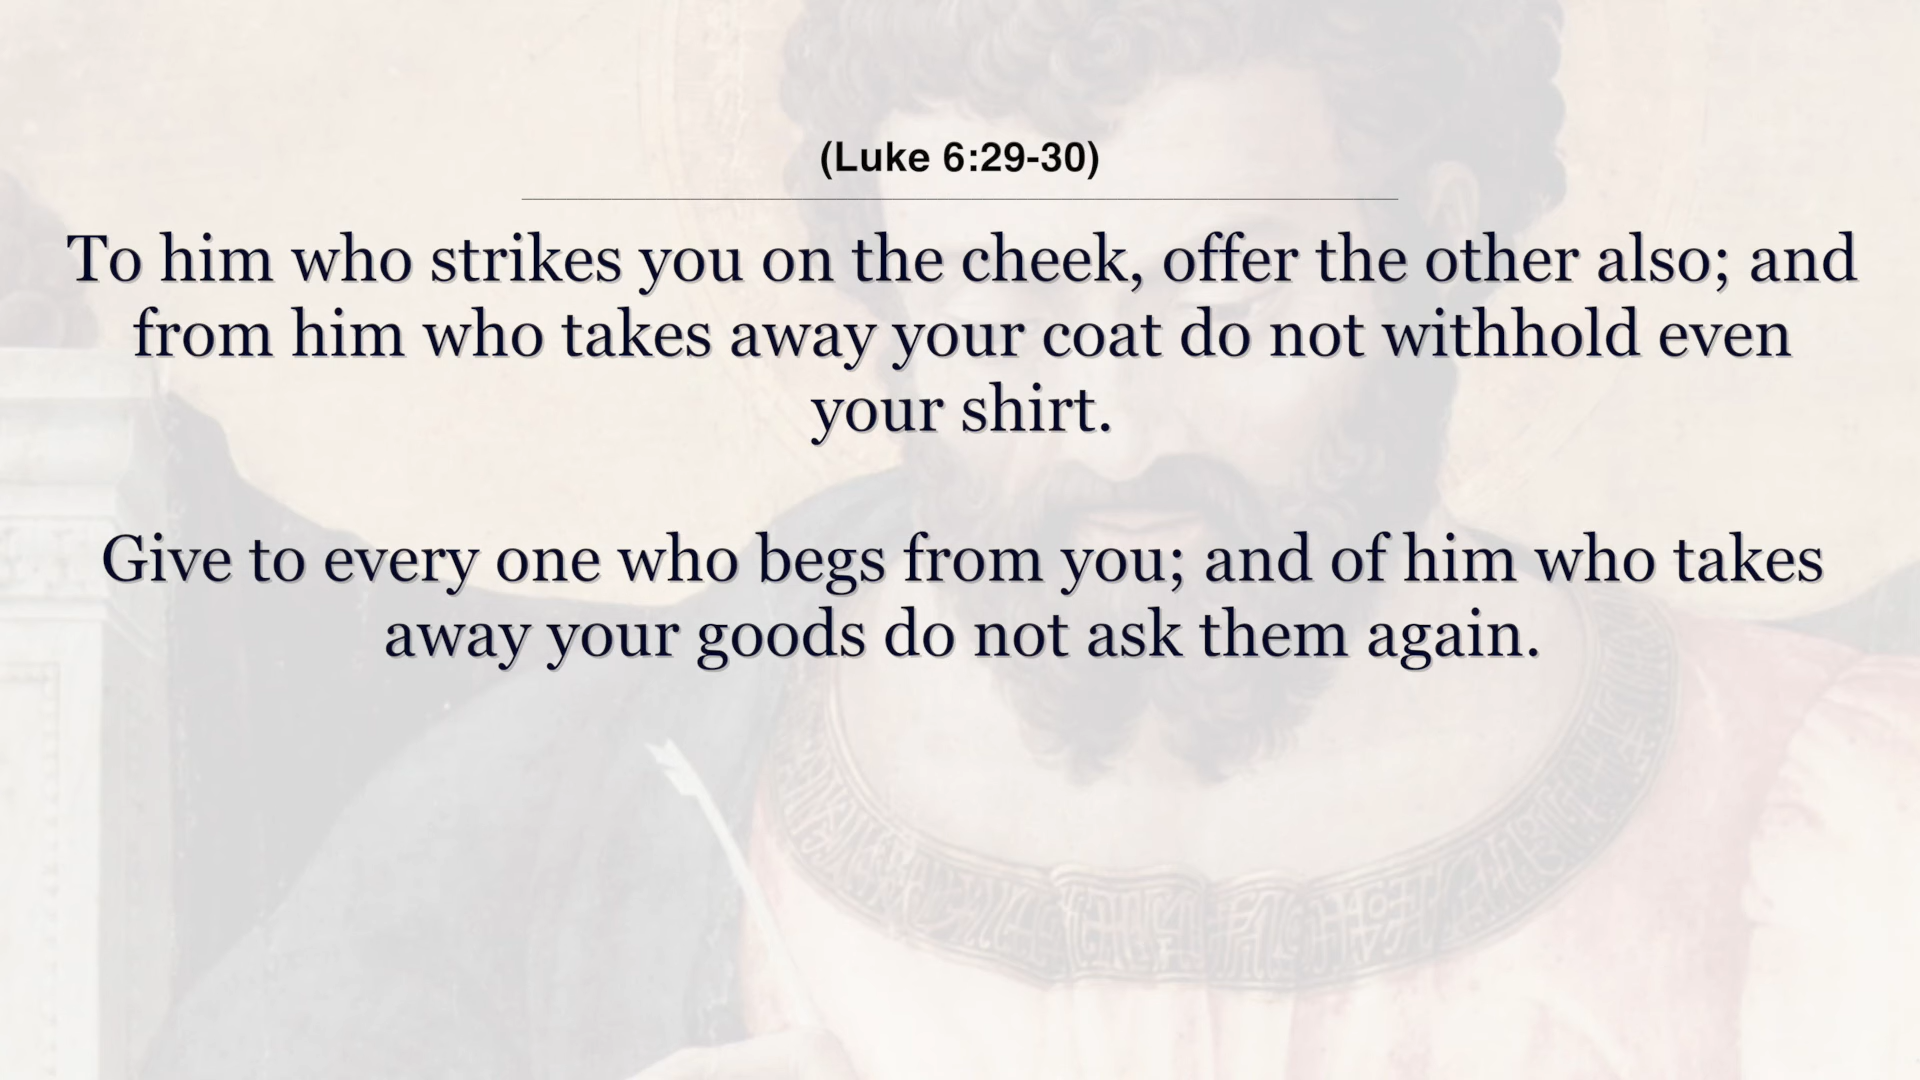 (Luke 6:29-30)
To him who strikes you on the cheek, offer the other also; and
from him who takes away your coat do not withhold even
your shirt.
Give to every one who begs from you; and of him who takes
away your goods do not ask them again.